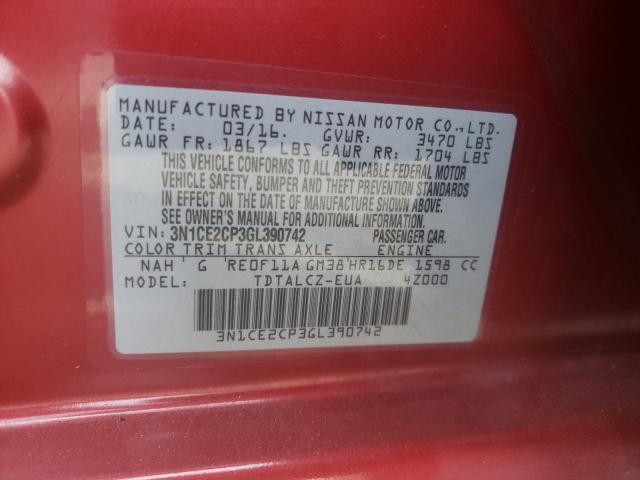 MANUFACTURED BY NISSAN MOTOR CO.,LTD.
DATE: 03/16. GVWR: 3470 LBS
GAWR FR: 1867 LBS GAWR RR: 1704 LBS
THIS VEHICLE CONFORMS TO ALL APPLICABLE FEDERAL MOTOR
VEHICLE SAFETY, BUMPER AND THEFT PREVENTION STANDARDS
IN EFFECT ON THE DATE OF MANUFACTURE SHOWN ABOVE.
SEE OWNER'S MANUAL FOR ADDITIONAL INFORMATION.
VIN: 3N1CE2CP3GL390742 PASSENGER CAR.
COLOR TRIM TRANS AXLE ENGINE
NAH ' G 'RE0F11A GM38'HR16DE 1598 CC
MODEL: TDTALCZ-EUA 4Z000
3N1CE2CP3GL390742